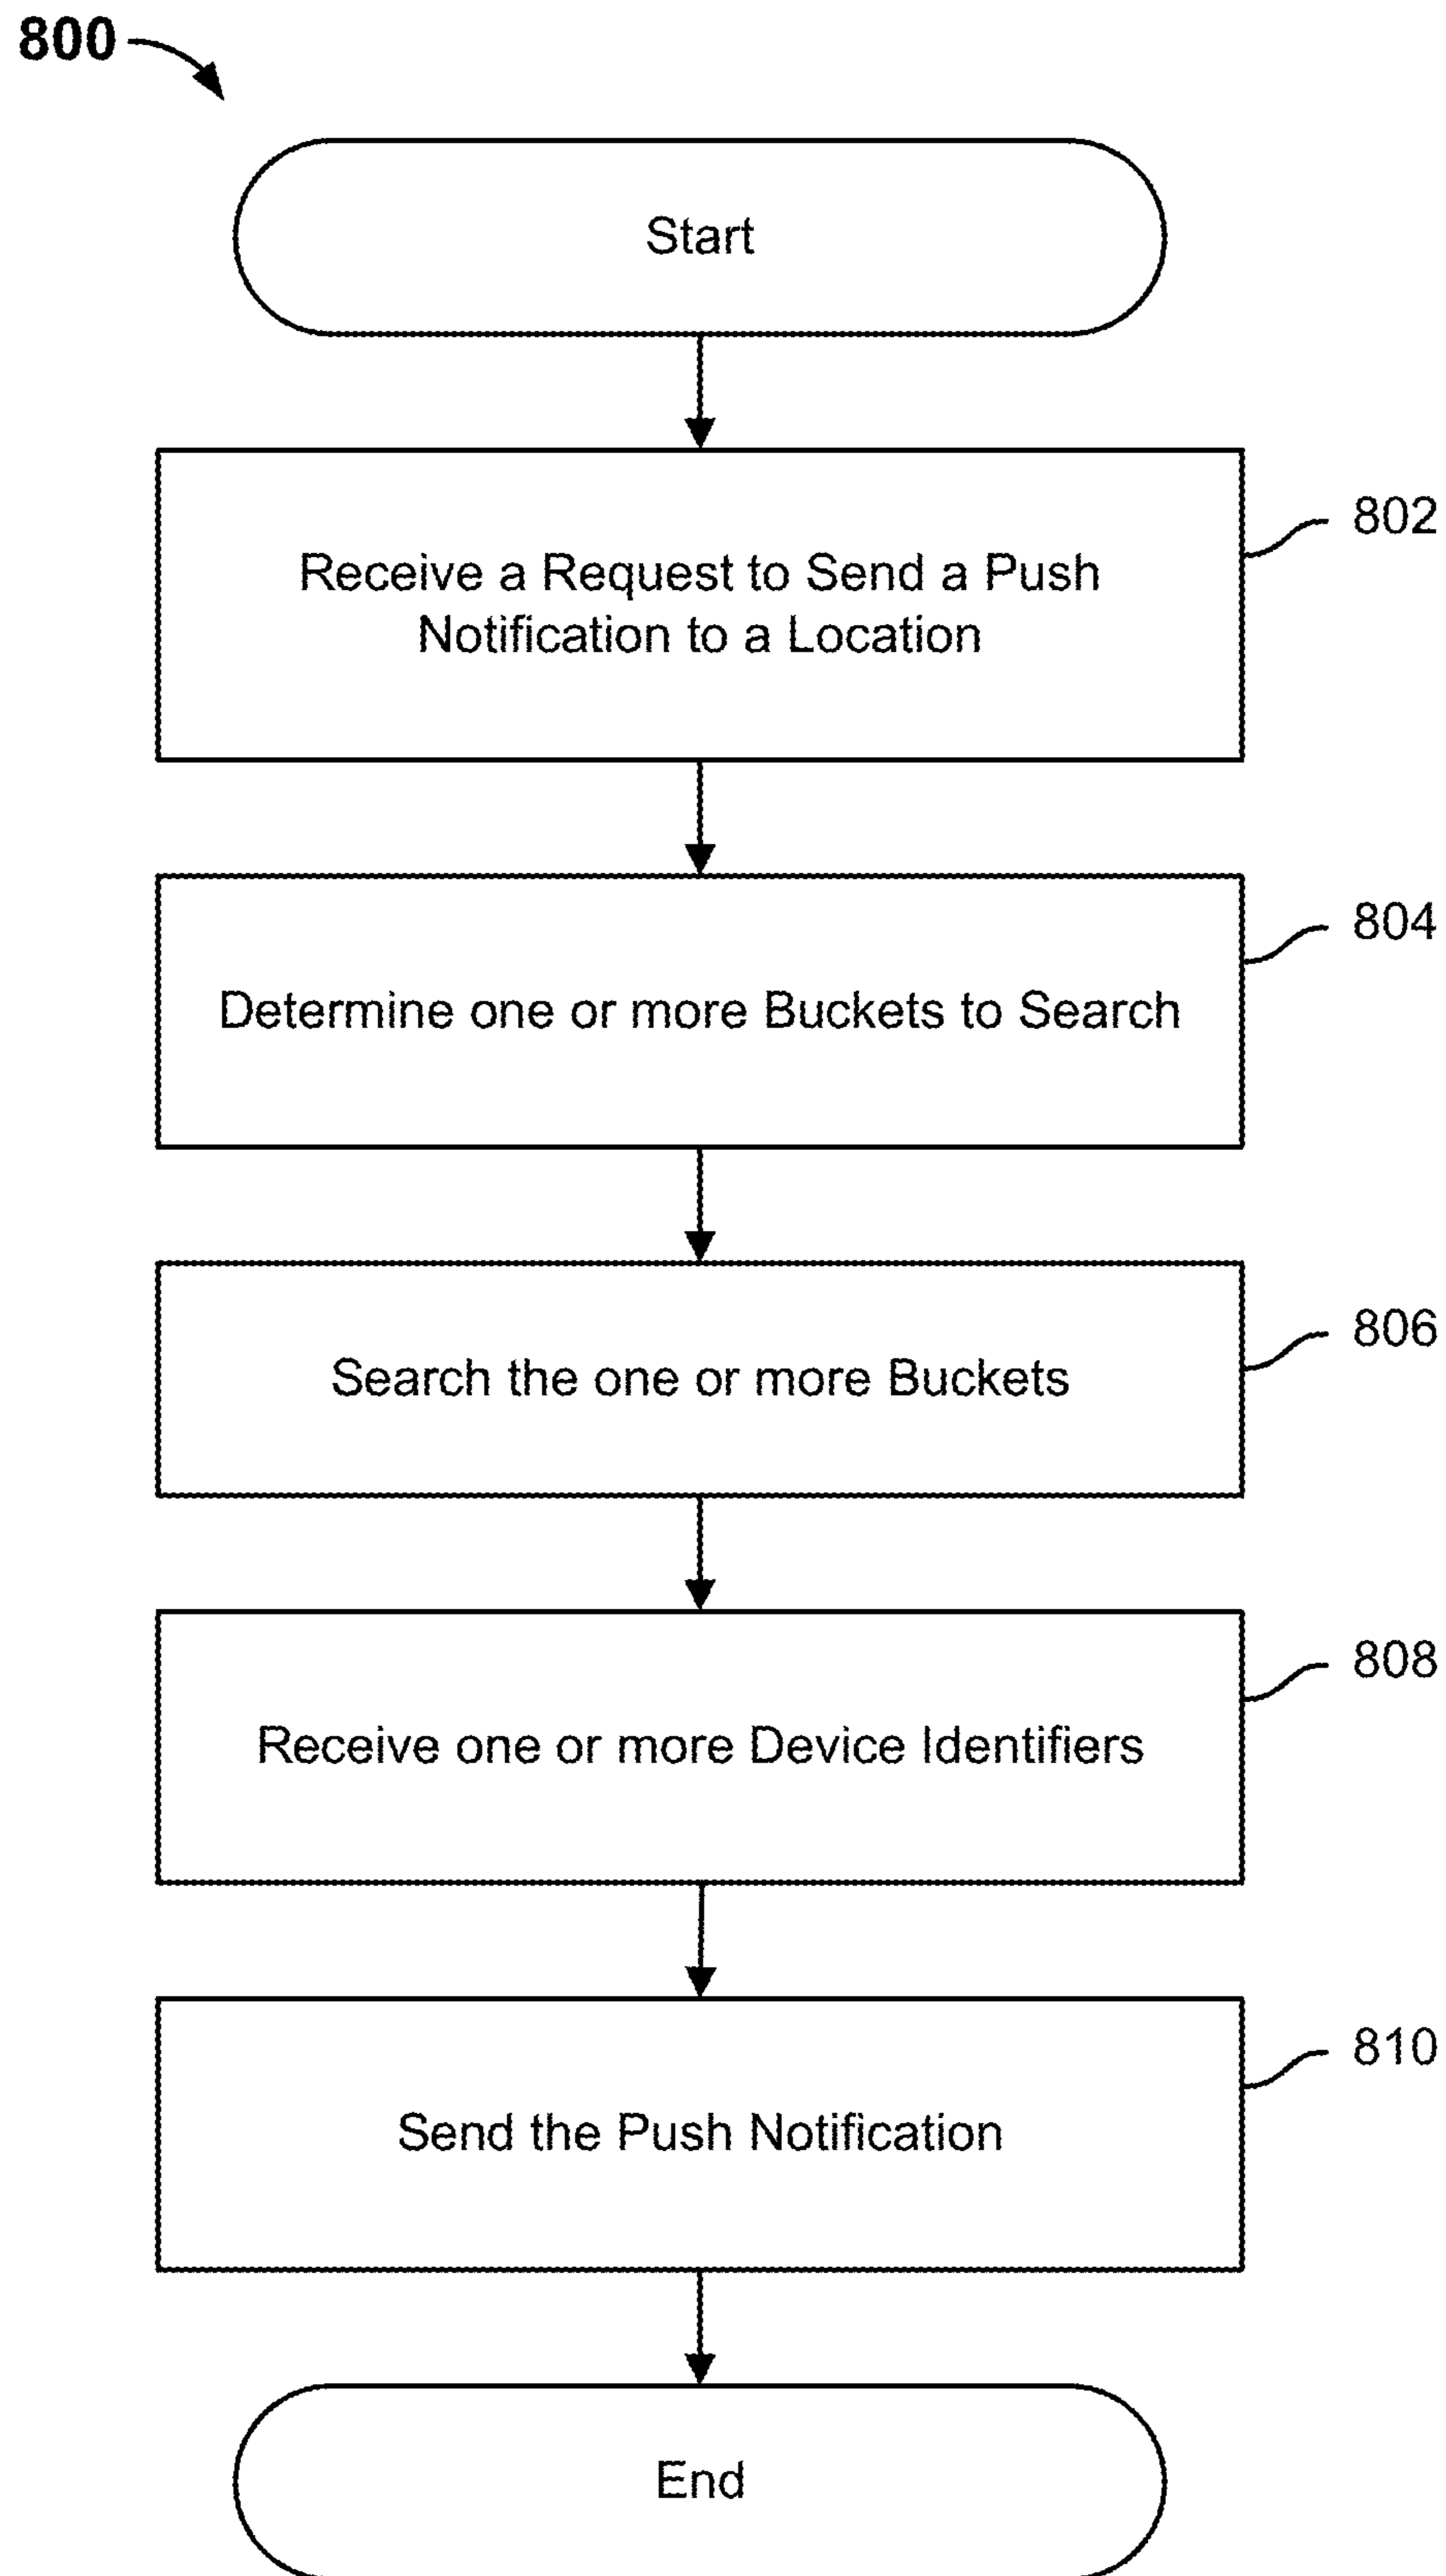 800
Start
Receive a Request to Send a Push
Notification to a Location
802
Determine one or more Buckets to Search
804
Search the one or more Buckets
806
Receive one or more Device Identifiers
808
Send the Push Notification
810
End